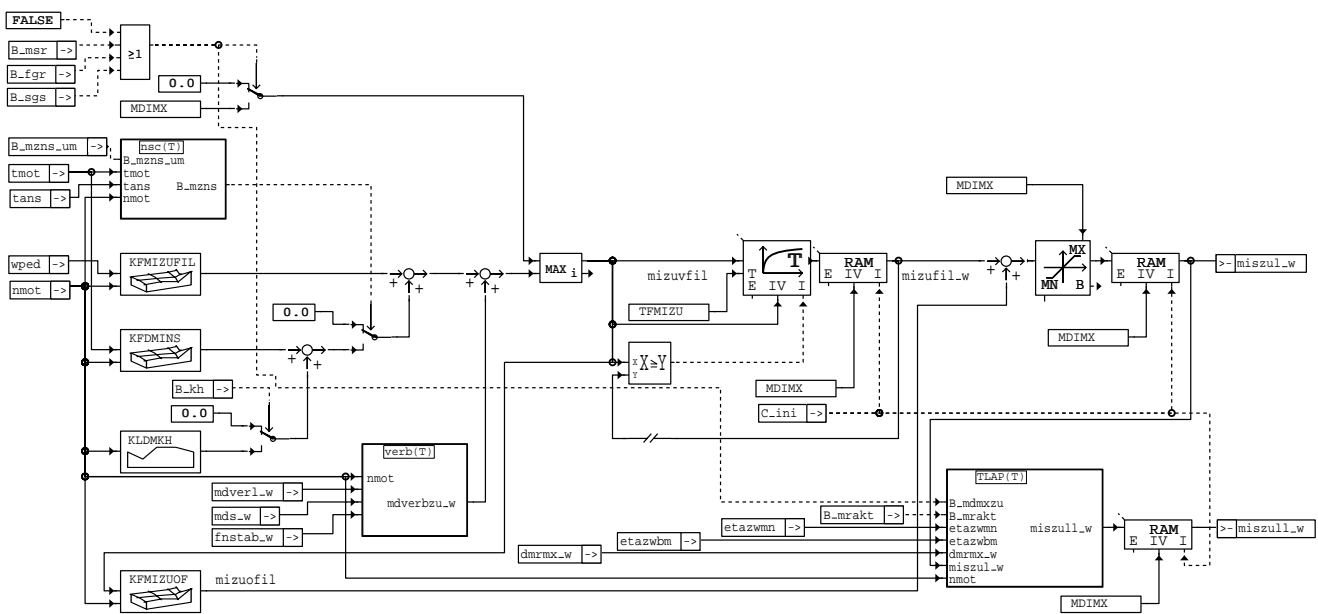 FALSE
B_msr ->
B_fgr ->
B_sgs ->
≥1
0.0
MDIMX
B_mzns_um ->
tmot ->
tans ->
nsc(T)
B_mzns_um
tmot
tans B_mzns
nmot
MDIMX
wped ->
nmot ->
KFMIZUFIL
+ +
+ +
MAX i
mizuvfil
T
T
E IV I
RAM
E IV I
mizufil_w
+ +
MX
MN B
RAM
E IV I
>- miszul_w
0.0
TFMIZU
KFDMINS
+ +
X
Y
X≥Y
MDIMX
MDIMX
B_kh ->
0.0
C_ini ->
KLDMKH
verb(T)
nmot
mdverbzu_w
mdverl_w ->
mds_w ->
fnstab_w ->
TLAP(T)
B_mdmxzu
B_mrakt
etazwmn miszull_w
etazwbm
dmrmx_w
miszul_w
nmot
B_mrakt ->
etazwmn ->
etazwbm ->
dmrmx_w ->
RAM
E IV I
>- miszull_w
KFMIZUOF
mizuofil
MDIMX